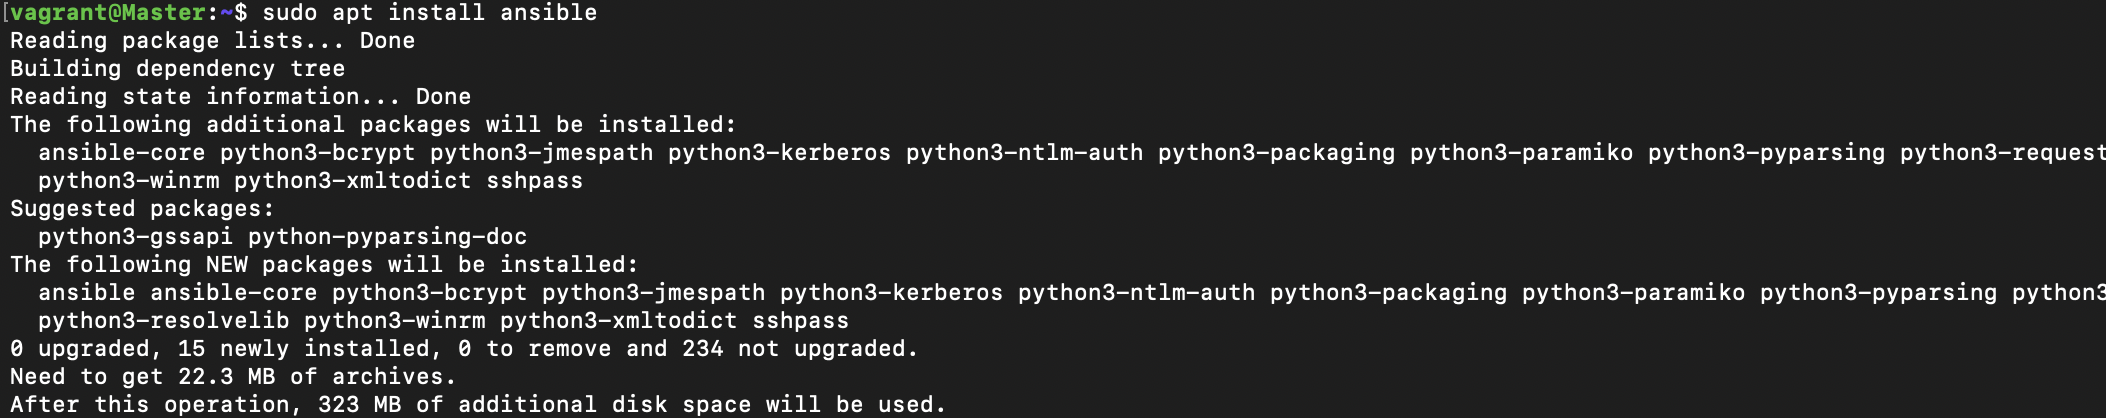 [vagrant@Master:~$ sudo apt install ansible
Reading package lists... Done
Building dependency tree
Reading state information... Done
The following additional packages will be installed:
  ansible-core python3-bcrypt python3-jmespath python3-kerberos python3-ntlm-auth python3-packaging python3-paramiko python3-pyparsing python3-request
  python3-winrm python3-xmltodict sshpass
Suggested packages:
  python3-gssapi python-pyparsing-doc
The following NEW packages will be installed:
  ansible ansible-core python3-bcrypt python3-jmespath python3-kerberos python3-ntlm-auth python3-packaging python3-paramiko python3-pyparsing python3
  python3-resolvelib python3-winrm python3-xmltodict sshpass
0 upgraded, 15 newly installed, 0 to remove and 234 not upgraded.
Need to get 22.3 MB of archives.
After this operation, 323 MB of additional disk space will be used.